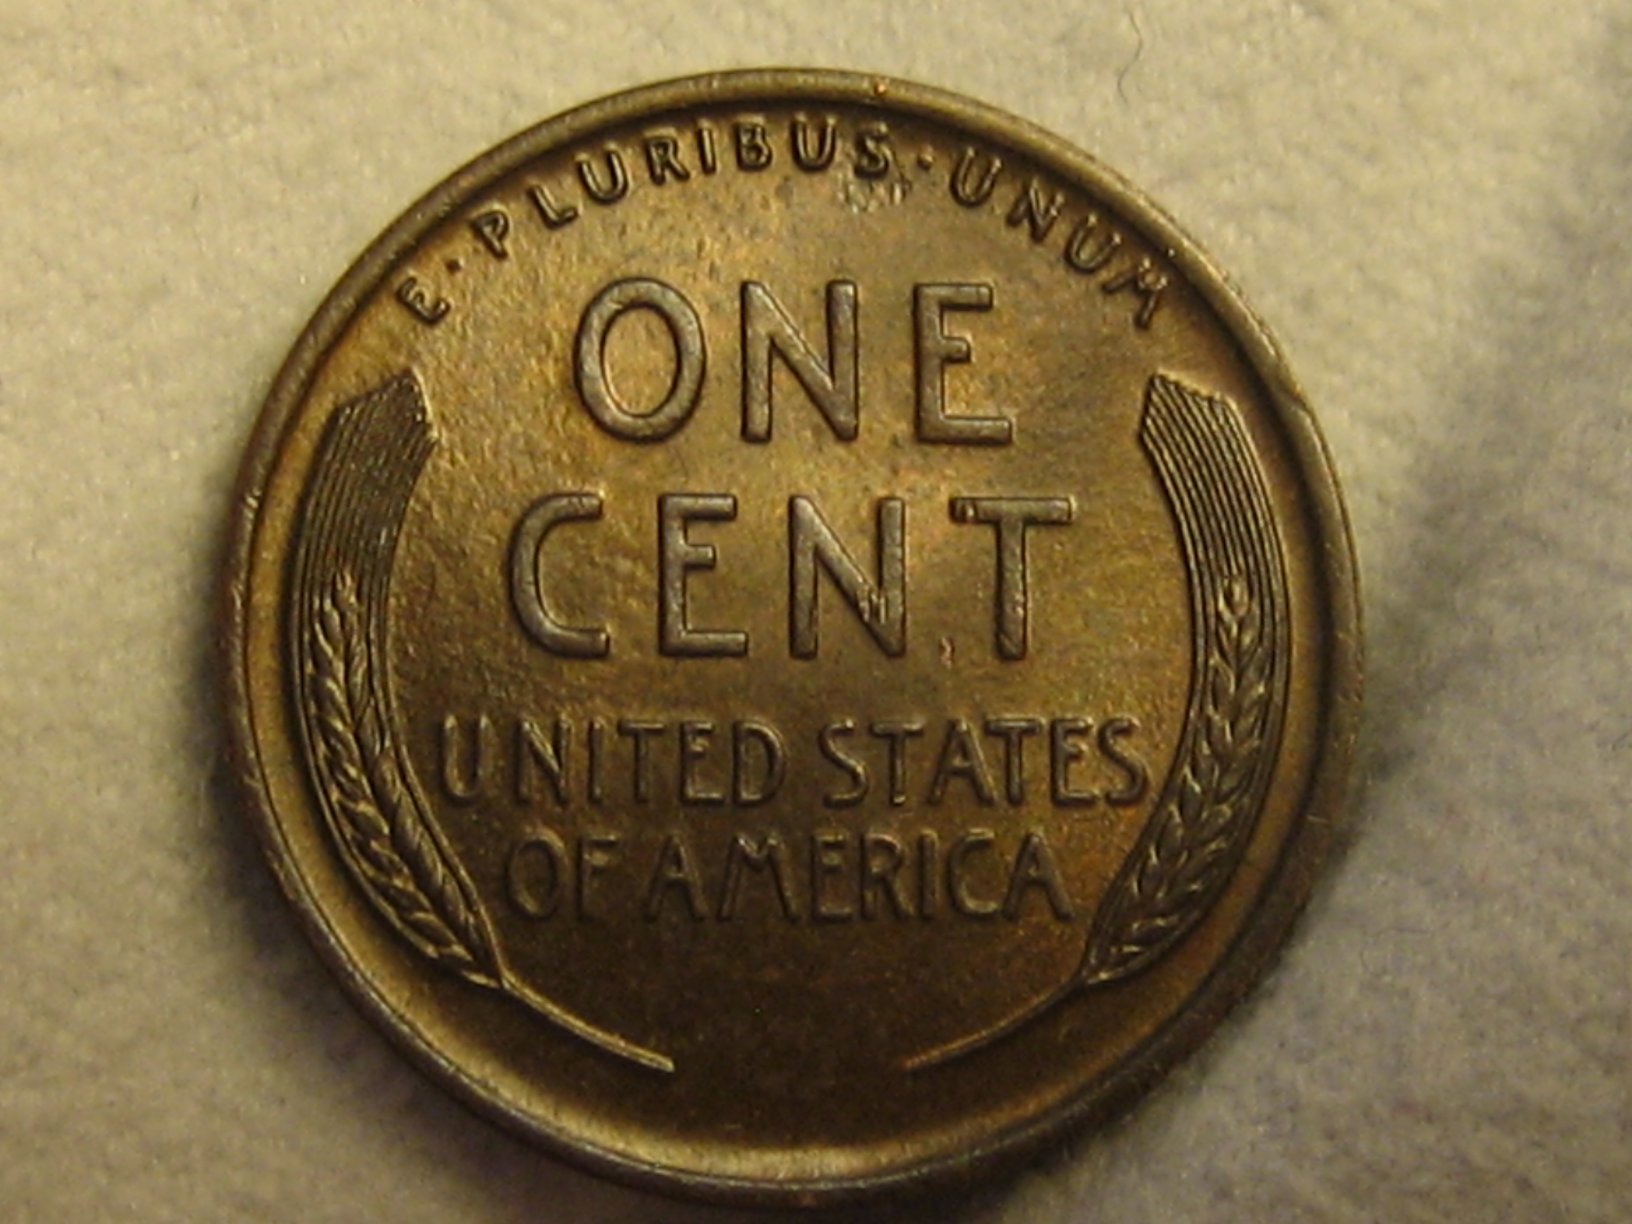 E · PLURIBUS · UNUM
ONE
CENT
UNITED STATES
OF AMERICA